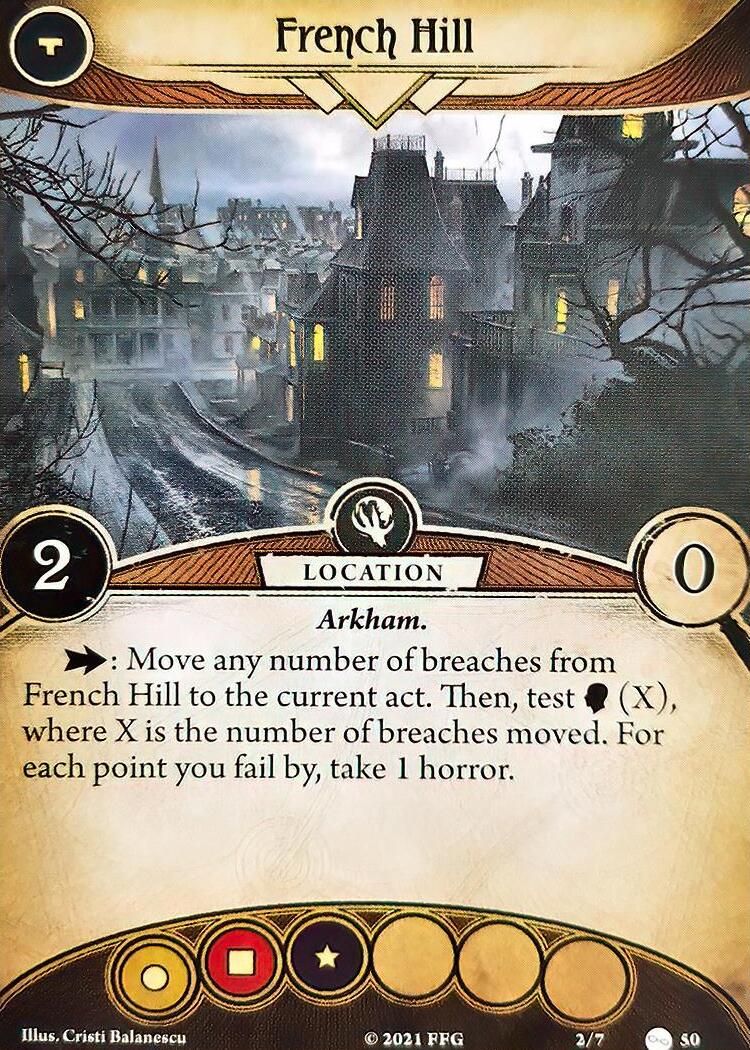 French Hill
2
LOCATION
0
Arkham.
: Move any number of breaches from
French Hill to the current act. Then, test (X),
where X is the number of breaches moved. For
each point you fail by, take 1 horror.
Illus. Cristi Balanescu
© 2021 FFG
2/7
50